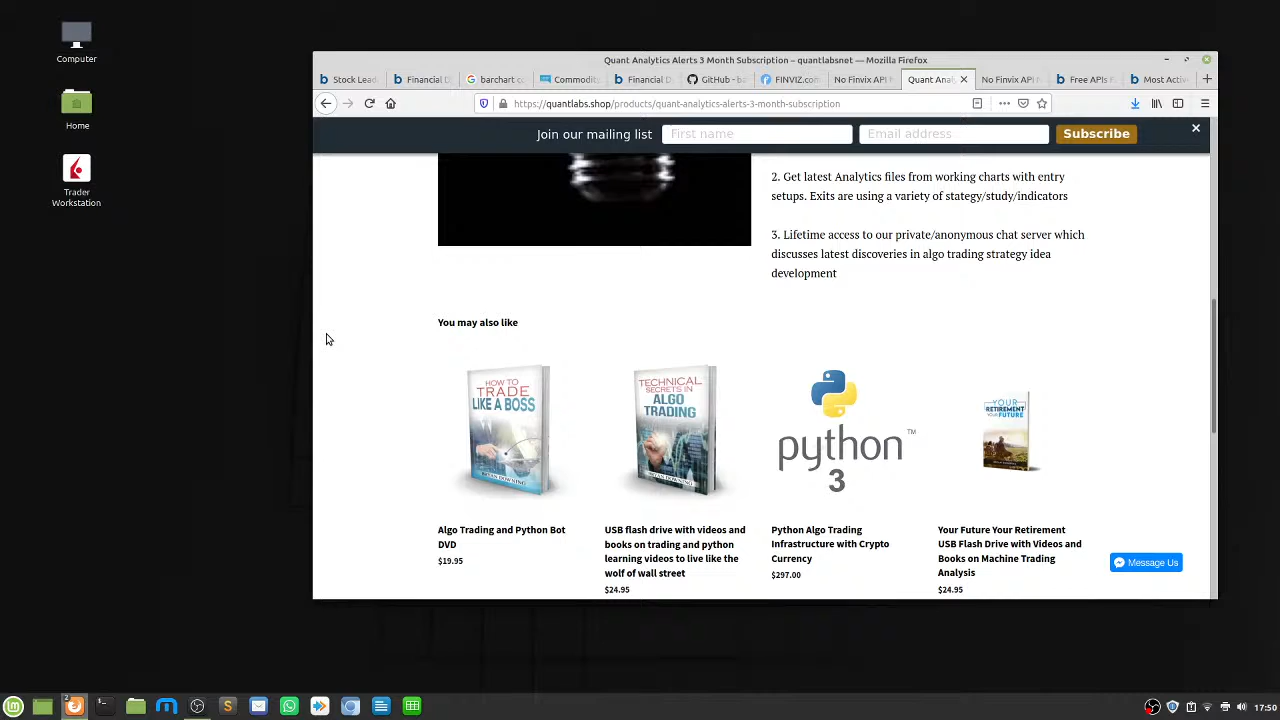 Computer
Home
Trader
Workstation
Quant Analytics Alerts 3 Month Subscription – quantlabsnet — Mozilla Firefox
Stock Lead
Financial D
barchart.co
Commodit
Financial D
GitHub - ba
FINVIZ.com
No Finvix API
Quant Anal
No Finvix API
Free APIs F
Most Active
https://quantlabs.shop/products/quant-analytics-alerts-3-month-subscription
Join our mailing list
First name
Email address
Subscribe
2. Get latest Analytics files from working charts with entry
setups. Exits are using a variety of stategy/study/indicators
3. Lifetime access to our private/anonymous chat server which
discusses latest discoveries in algo trading strategy idea
development
You may also like
HOW TO
TRADE
LIKE A BOSS
BRYAN DOWNING
TECHNICAL
SECRETS IN
ALGO
TRADING
BRYAN DOWNING
python
TM
3
YOUR
RETIREMENT
YOUR
FUTURE
Algo Trading and Python Bot
DVD
$19.95
USB flash drive with videos and
books on trading and python
learning videos to live like the
wolf of wall street
$24.95
Python Algo Trading
Infrastructure with Crypto
Currency
$297.00
Your Future Your Retirement
USB Flash Drive with Videos and
Books on Machine Trading
Analysis
$24.95
Message Us
2
17:50